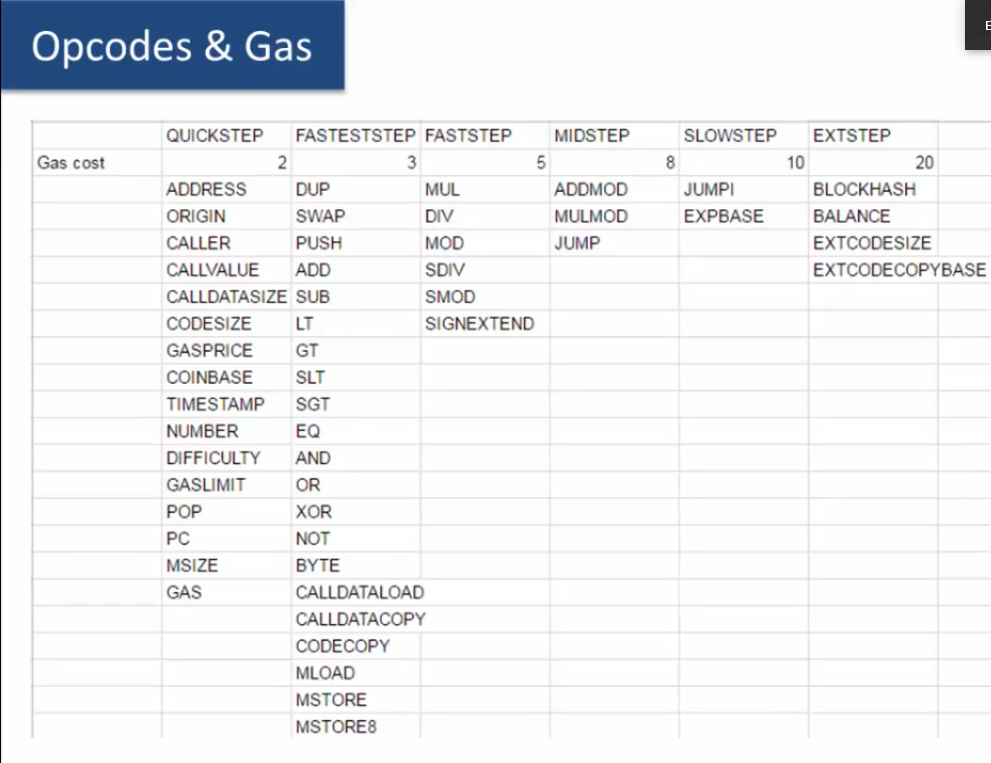 Opcodes & Gas
E
QUICKSTEP FASTESTSTEP FASTSTEP MIDSTEP SLOWSTEP EXTSTEP
Gas cost 2 3 5 8 10 20
ADDRESS DUP MUL ADDMOD JUMPI BLOCKHASH
ORIGIN SWAP DIV MULMOD EXPBASE BALANCE
CALLER PUSH MOD JUMP EXTCODESIZE
CALLVALUE ADD SDIV EXTCODECOPYBASE
CALLDATASIZE SUB SMOD
CODESIZE LT SIGNEXTEND
GASPRICE GT
COINBASE SLT
TIMESTAMP SGT
NUMBER EQ
DIFFICULTY AND
GASLIMIT OR
POP XOR
PC NOT
MSIZE BYTE
GAS CALLDATALOAD
CALLDATACOPY
CODECOPY
MLOAD
MSTORE
MSTORE8